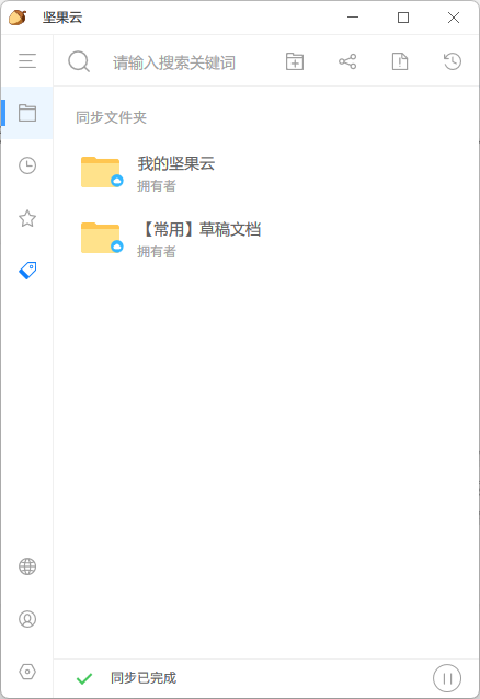 坚果云
请输入搜索关键词
同步文件夹
我的坚果云
拥有者
【常用】草稿文档
拥有者
同步已完成